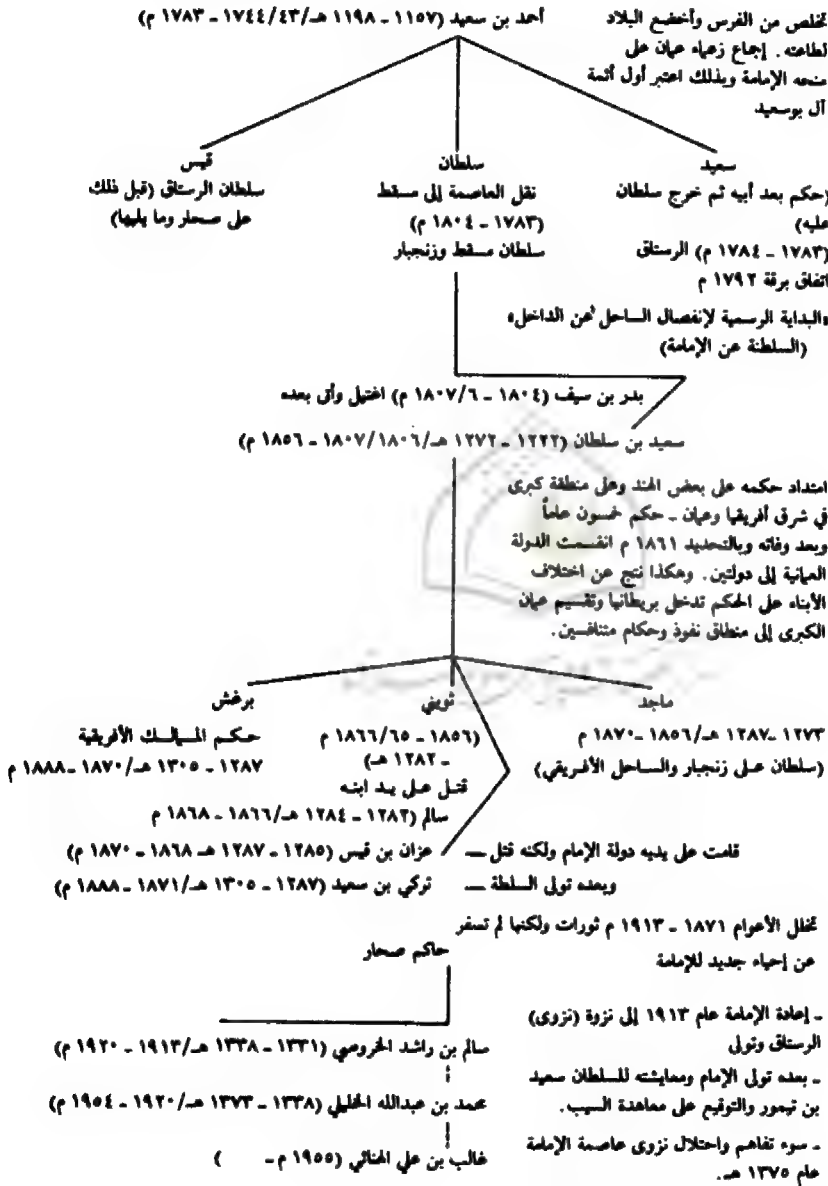 تخلص من الفرس وأخضع البلاد
لطاعته. إجماع زعماء عمان على
منحه الإمامة وبذلك اعتبر أول أئمة
آل بوسعيد
أحمد بن سعيد (١١٥٧ - ١١٩٨ هـ/١٧٤٤/٤٣ - ١٧٨٣ م)
سعيد
(حكم بعد أبيه ثم خرج سلطان
عليه)
(١٧٨٣ - ١٧٨٤ م) الرستاق
اتفاق برقة ١٧٩٢ م
«البداية الرسمية لإنفصال الساحل عن الداخل»
(السلطنة عن الإمامة)
سلطان
نقل العاصمة إلى مسقط
(١٧٨٣ - ١٨٠٤ م)
سلطان مسقط وزنجبار
قيس
سلطان الرستاق (قبل ذلك
على صحار وما يليها)
بدر بن سيف (١٨٠٤ - ١٨٠٧/٦ م) اغتيل وأتى بعده
سعيد بن سلطان (١٢٢٢ - ١٢٧٢ هـ/١٨٠٧/١٨٠٦ - ١٨٥٦ م)
امتداد حكمه على بعض الهند وعلى منطقة كبرى
في شرق أفريقيا وعمان - حكم خمسون عاماً
وبعد وفاته وبالتحديد ١٨٦١ م انقسمت الدولة
العمانية إلى دولتين. وهكذا نتج عن اختلاف
الأبناء على الحكم تدخل بريطانيا وتقسيم عمان
الكبرى إلى منطاق نفوذ وحكام متنافسين.
ماجد
١٢٧٣ - ١٢٨٧ هـ/١٨٥٦ - ١٨٧٠ م
(سلطان على زنجبار والساحل الأفريقي)
ثويني
(١٨٥٦ - ١٨٦٦/٦٥ م
- ١٢٨٢ هـ)
قتل على يد ابنه
سالم (١٢٨٢ - ١٢٨٤ هـ/١٨٦٦ - ١٨٦٨ م
برغش
حكم الممالك الأفريقية
١٢٨٧ - ١٣٠٥ هـ/١٨٧٠ - ١٨٨٨ م
قامت على يديه دولة الإمام ولكنه قتل — عزان بن قيس (١٢٨٥ - ١٢٨٧ هـ ١٨٦٨ - ١٨٧٠ م)
وبعده تولى السلطة — تركي بن سعيد (١٢٨٧ - ١٣٠٥ هـ/١٨٧١ - ١٨٨٨ م)
تخلل الأعوام ١٨٧١ - ١٩١٣ م ثورات ولكنها لم تسفر
عن إحياء جديد للإمامة
حاكم صحار
- إعادة الإمامة عام ١٩١٣ إلى نزوة (نزوى)
الرستاق وتولى
سالم بن راشد الخروصي (١٣٣١ - ١٣٣٨ هـ/١٩١٣ - ١٩٢٠ م)
- بعده تولى الإمام ومعايشته للسلطان سعيد
بن تيمور والتوقيع على معاهدة السيب.
محمد بن عبدالله الخليلي (١٣٣٨ - ١٣٧٣ هـ/١٩٢٠ - ١٩٥٤ م)
- سوء تفاهم واحتلال نزوى عاصمة الإمامة
عام ١٣٧٥ هـ.
غالب بن علي الهنائي (١٩٥٥ م - )